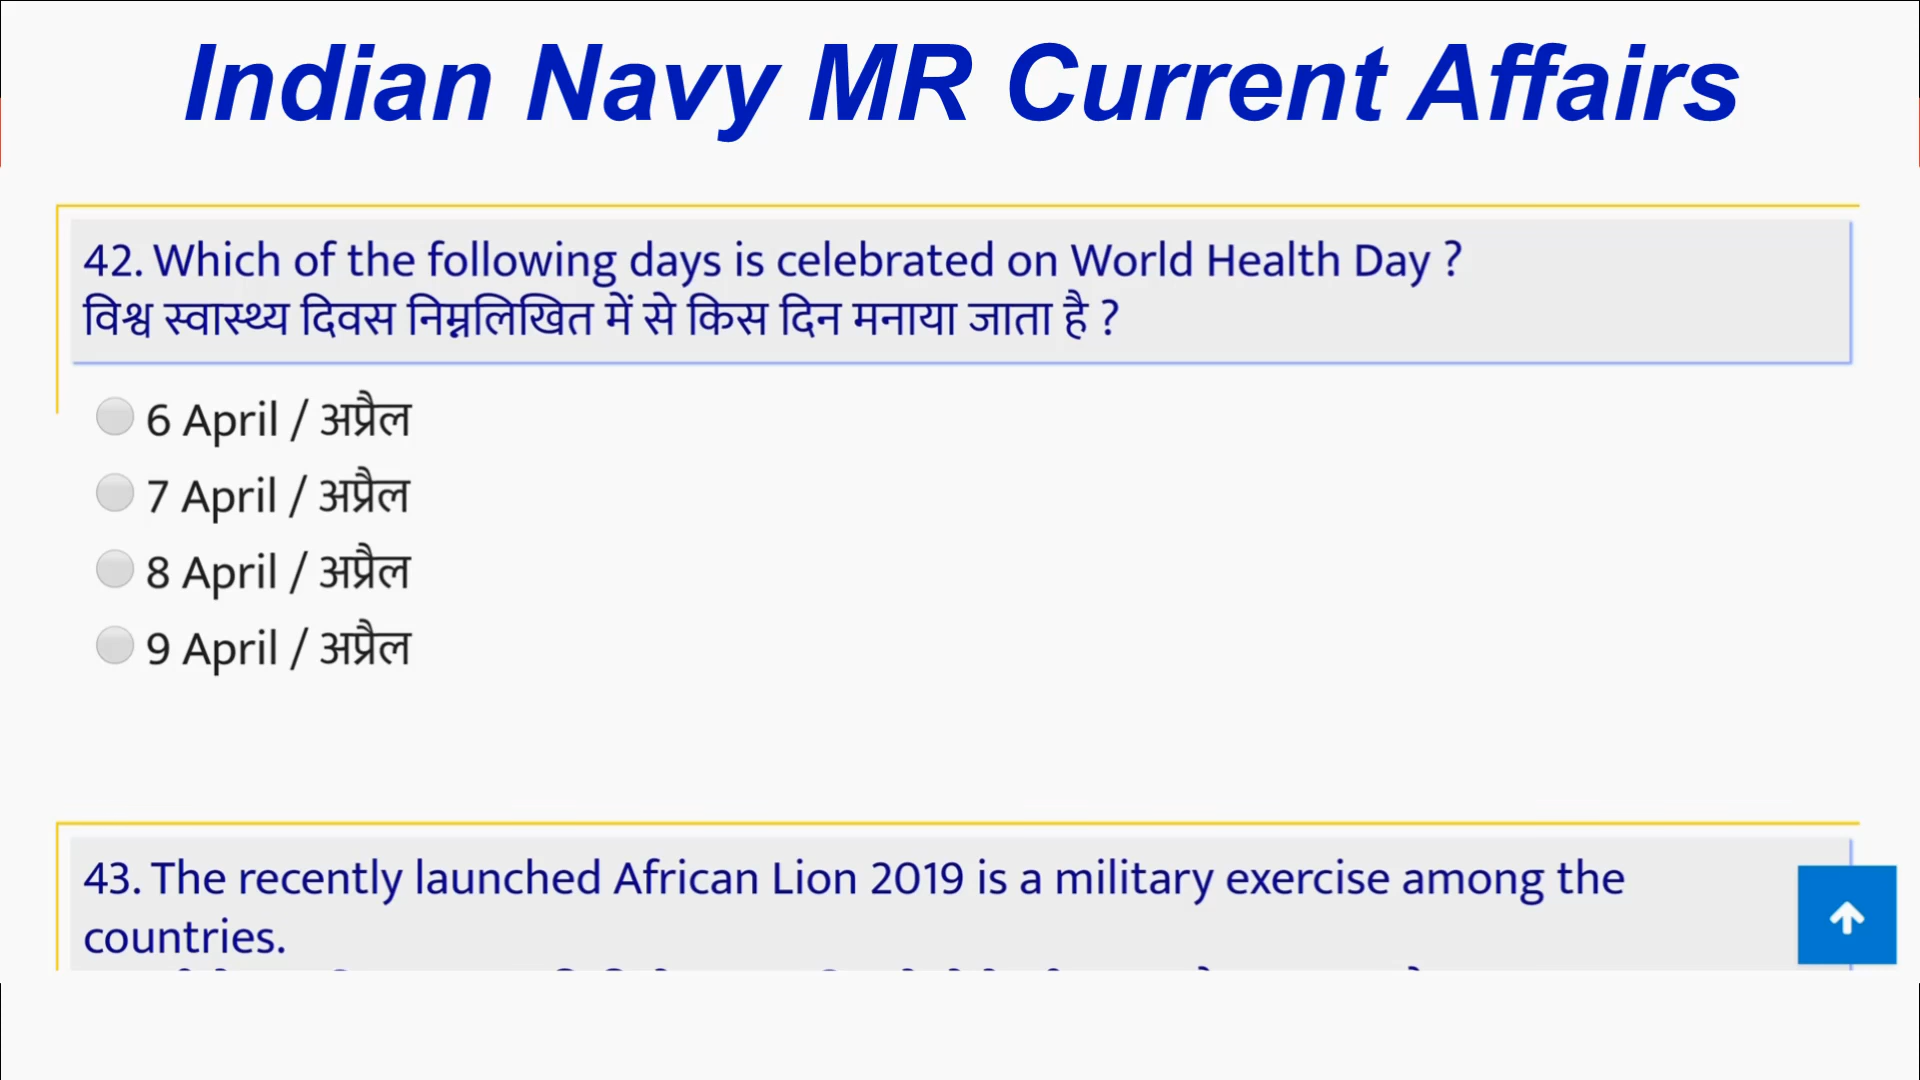 Indian Navy MR Current Affairs
42. Which of the following days is celebrated on World Health Day ?
विश्व स्वास्थ्य दिवस निम्नलिखित में से किस दिन मनाया जाता है ?
6 April / अप्रैल
7 April / अप्रैल
8 April / अप्रैल
9 April / अप्रैल
43. The recently launched African Lion 2019 is a military exercise among the
countries.